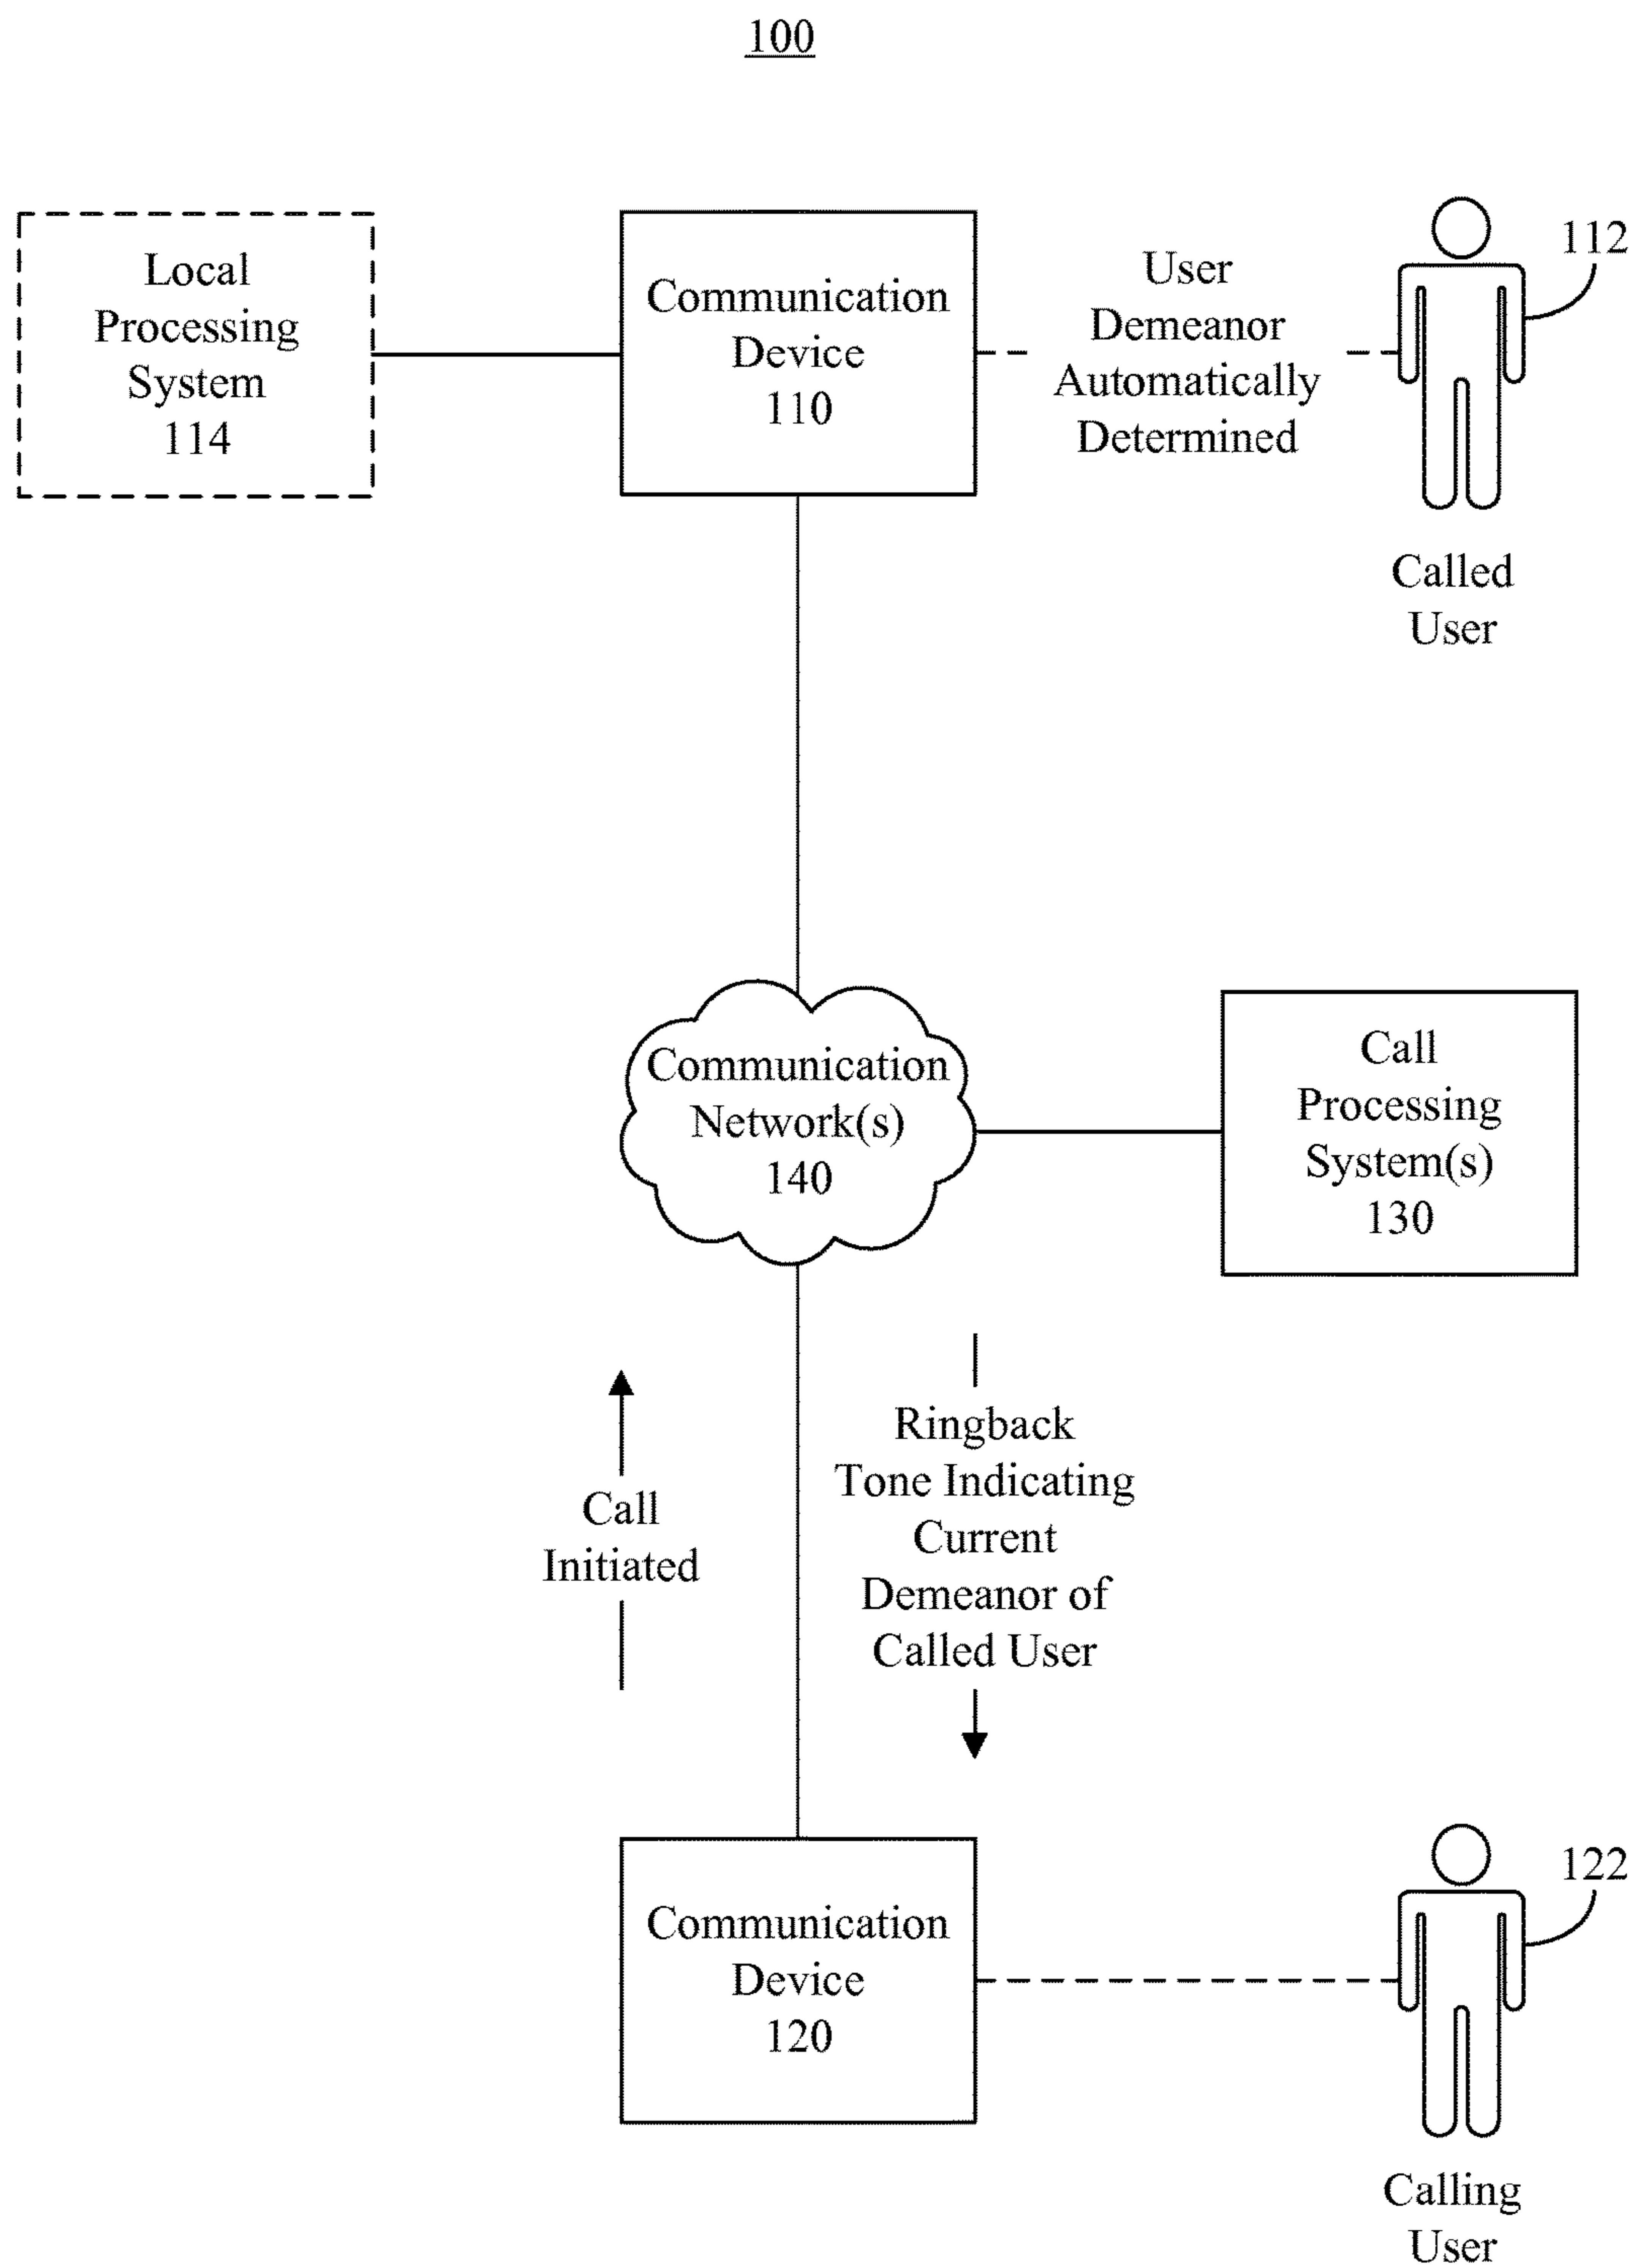 100
Local
Processing
System
114
Communication
Device
110
User
Demeanor
Automatically
Determined
112
Called
User
Communication
Network(s)
140
Call
Processing
System(s)
130
Call
Initiated
Ringback
Tone Indicating
Current
Demeanor of
Called User
Communication
Device
120
122
Calling
User